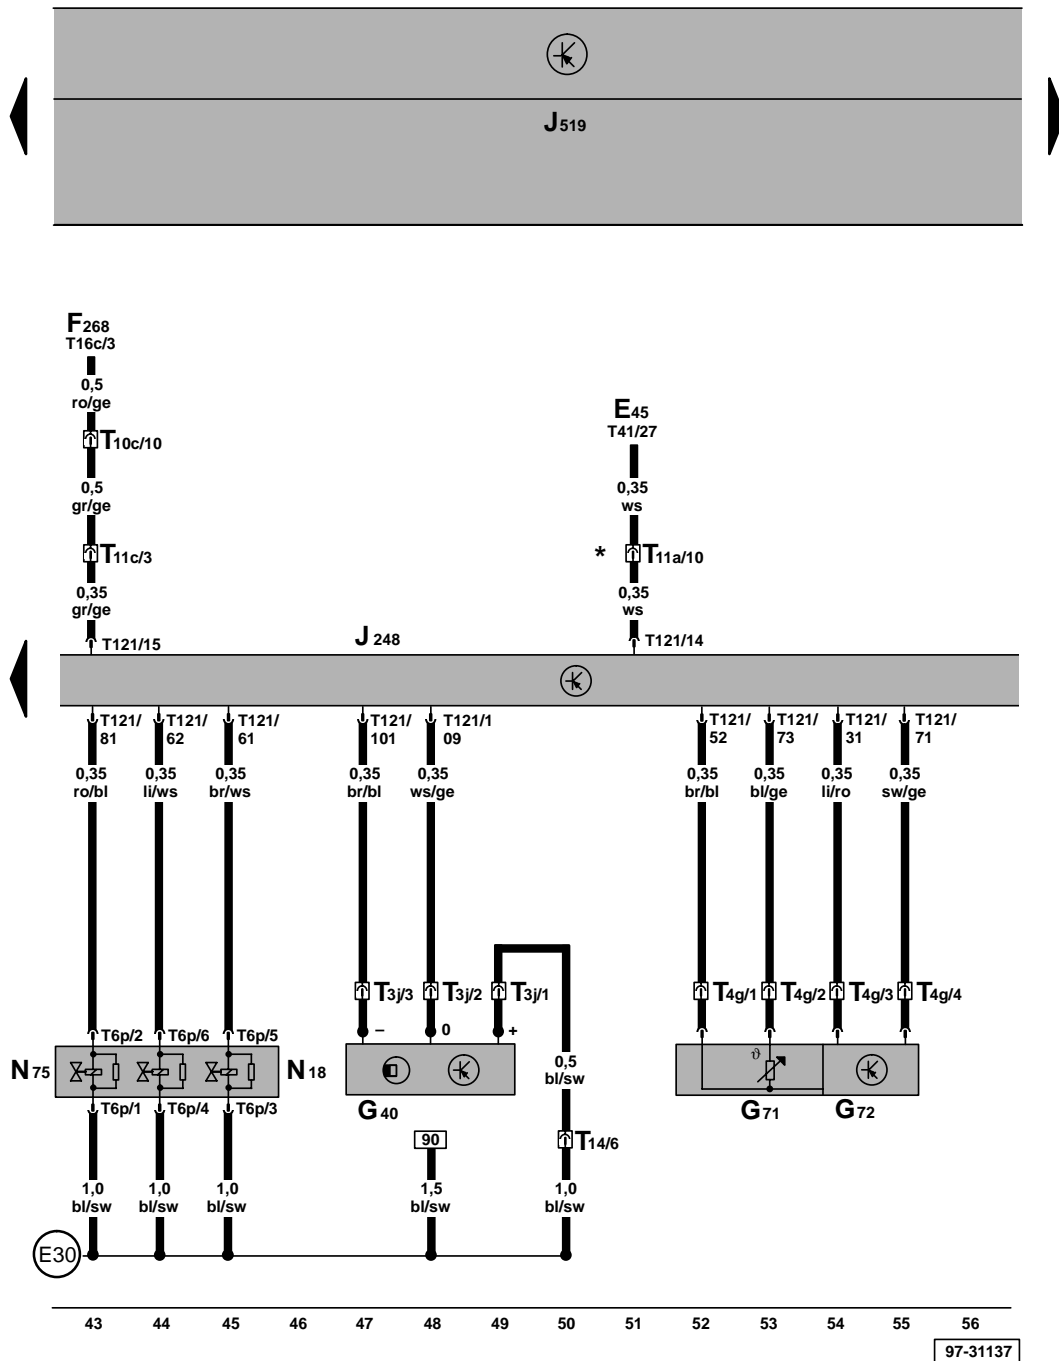 J519
F268
T16c/3
0,5
ro/ge
T10c/10
0,5
gr/ge
T11c/3
0,35
gr/ge
T121/15
E45
T41/27
0,35
ws
* T11a/10
0,35
ws
T121/14
J 248
T121/
81
T121/
62
T121/
61
T121/
101
T121/1
09
T121/
52
T121/
73
T121/
31
T121/
71
0,35
ro/bl
0,35
li/ws
0,35
br/ws
0,35
br/bl
0,35
ws/ge
0,35
br/bl
0,35
bl/ge
0,35
li/ro
0,35
sw/ge
T3j/3
T3j/2
T3j/1
T4g/1
T4g/2
T4g/3
T4g/4
– 0 +
T6p/2
T6p/6
T6p/5
N 75
N 18
T6p/1
T6p/4
T6p/3
G 40
0,5
bl/sw
ϑ
G71
G72
90
T14/6
1,0
bl/sw
1,0
bl/sw
1,0
bl/sw
1,5
bl/sw
1,0
bl/sw
E30
43 44 45 46 47 48 49 50 51 52 53 54 55 56
97-31137